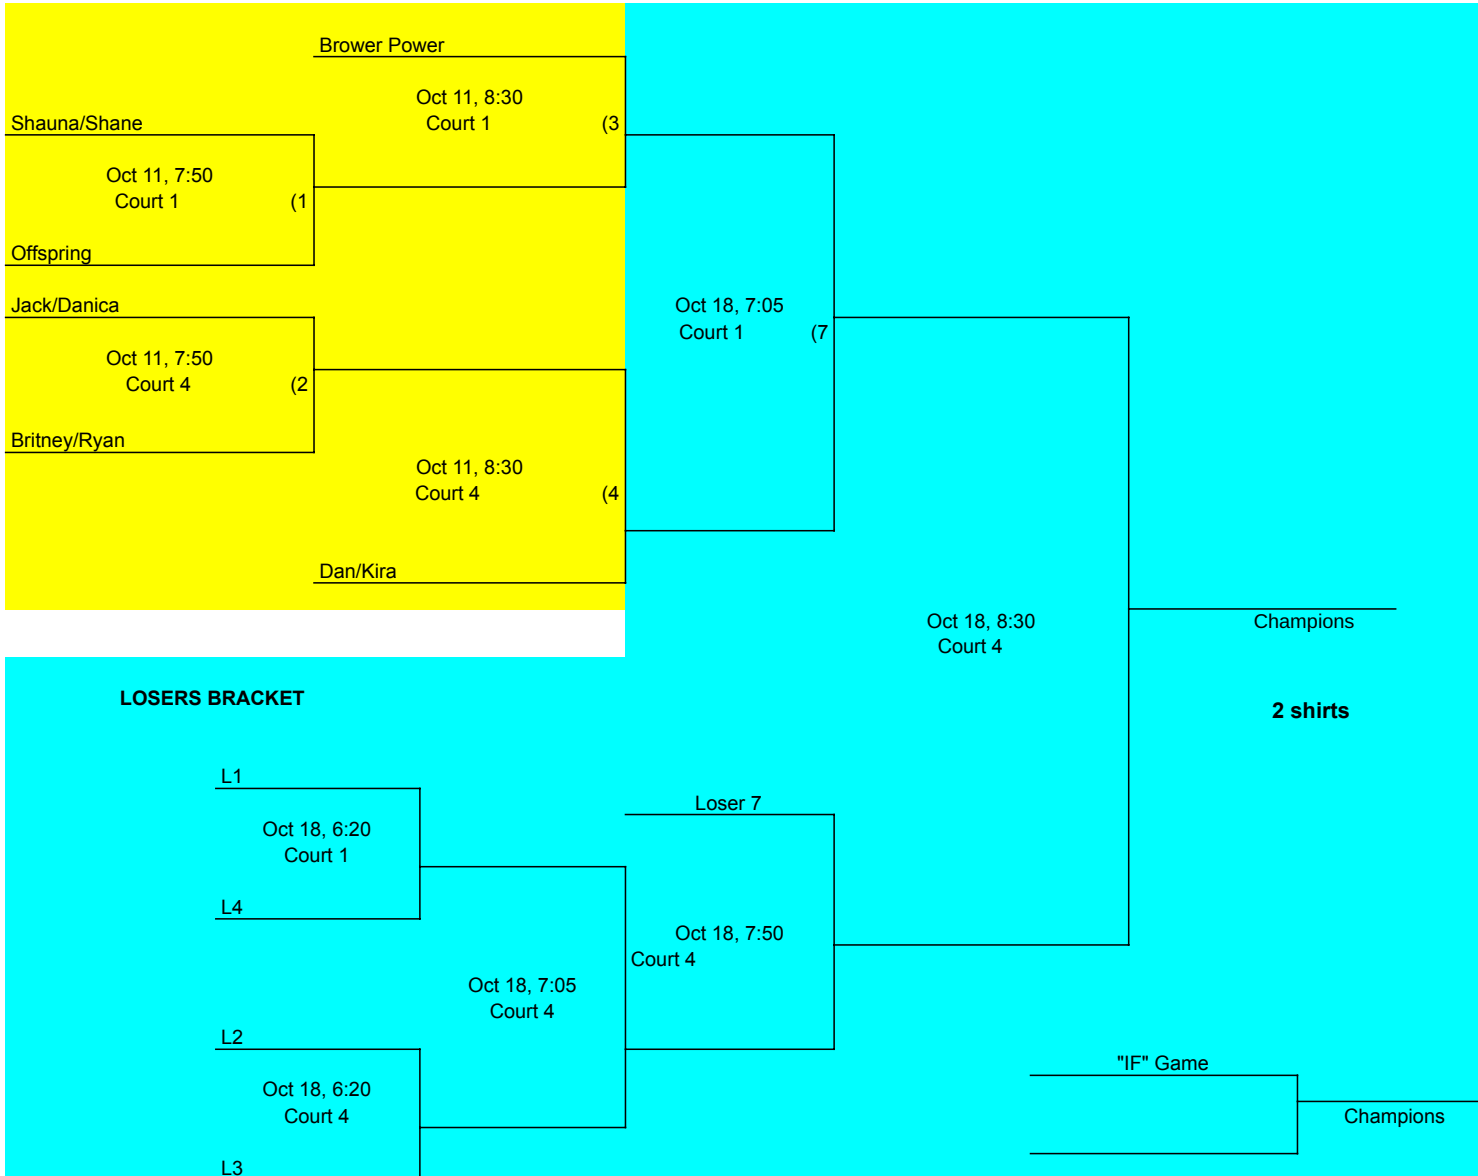 Brower Power
Oct 11, 8:30
Court 1 (3
Shauna/Shane
Oct 11, 7:50
Court 1 (1
Offspring
Jack/Danica
Oct 18, 7:05
Court 1 (7
Oct 11, 7:50
Court 4 (2
Britney/Ryan
Oct 11, 8:30
Court 4 (4
Dan/Kira
Oct 18, 8:30
Court 4
Champions
LOSERS BRACKET
2 shirts
L1
Loser 7
Oct 18, 6:20
Court 1
L4
Oct 18, 7:50
Court 4
Oct 18, 7:05
Court 4
L2
"IF" Game
Oct 18, 6:20
Court 4
Champions
L3